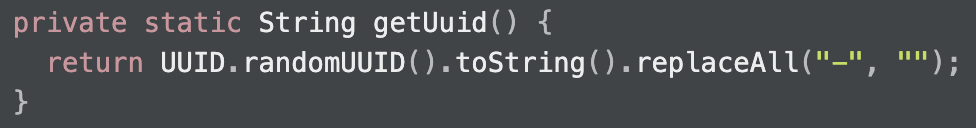 private static String getUuid() {
  return UUID.randomUUID().toString().replaceAll("-", "");
}